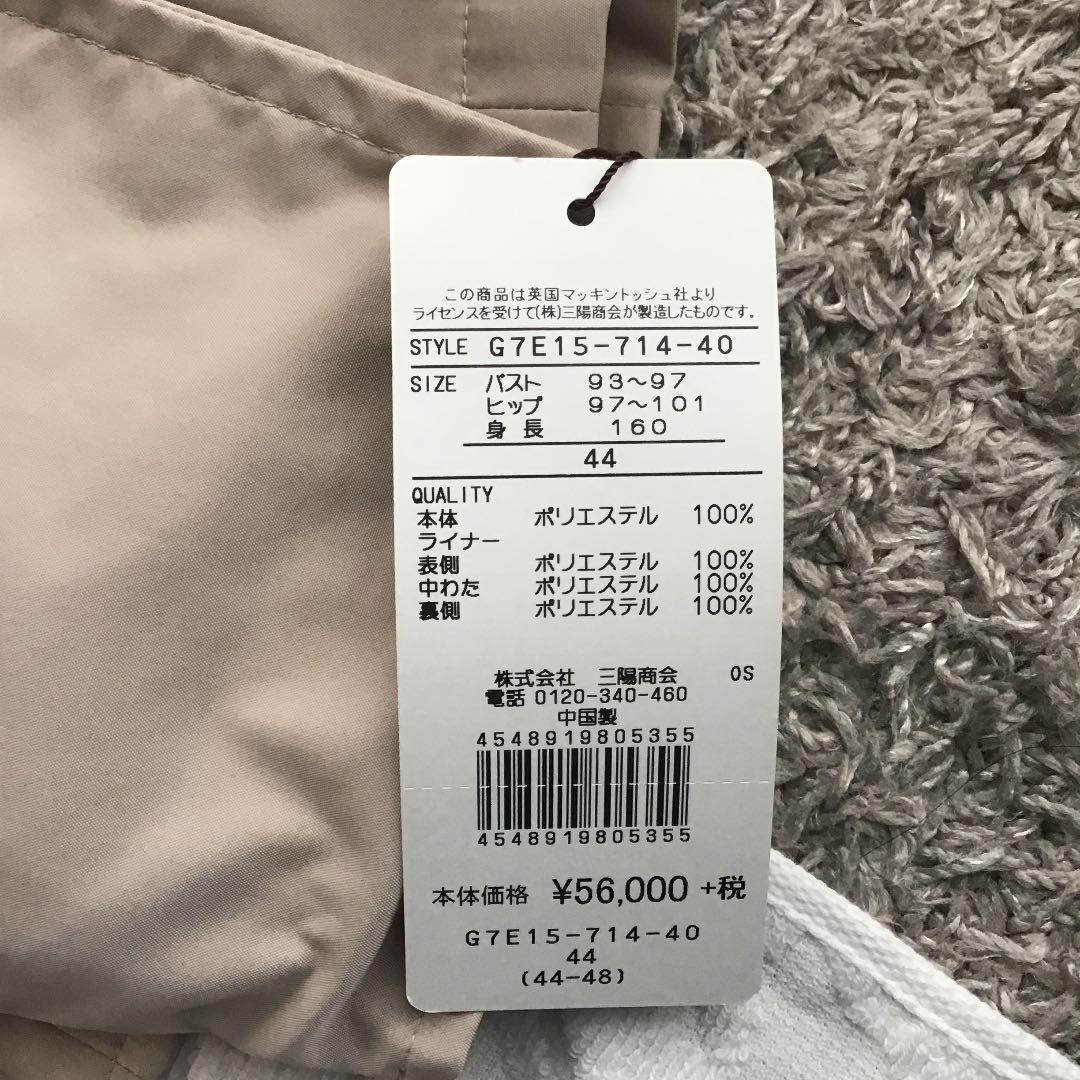 この商品は英国マッキントッシュ社より
ライセンスを受けて(株)三陽商会が製造したものです。
STYLE G7E15-714-40
SIZE バスト 93〜97
ヒップ 97〜101
身長 160
44
QUALITY
本体 ポリエステル 100%
ライナー
表側 ポリエステル 100%
中わた ポリエステル 100%
裏側 ポリエステル 100%
株式会社 三陽商会 0S
電話 0120-340-460
中国製
4548919805355
4548919805355
本体価格 ¥56,000 +税
G7E15-714-40
44
(44-48)